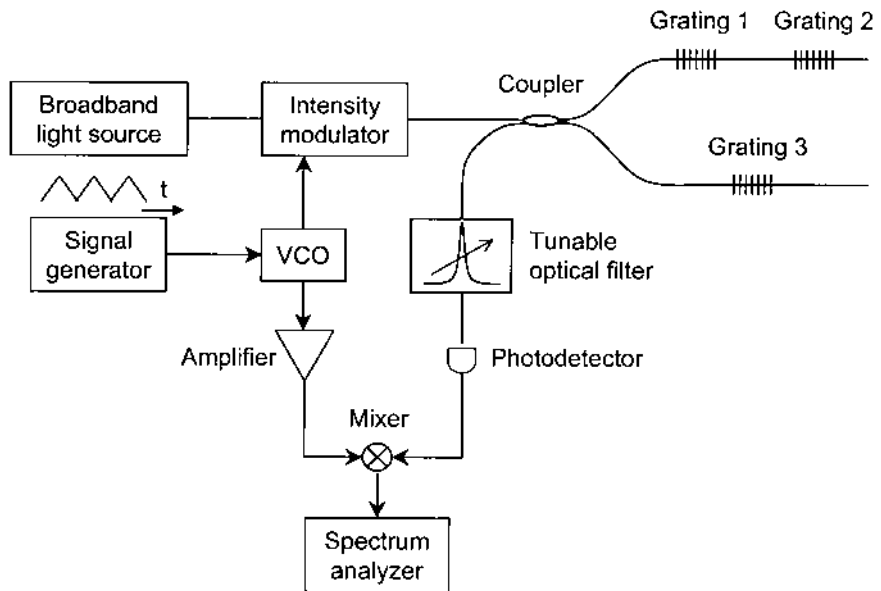 Grating 1
Grating 2
Coupler
Broadband
light source
Intensity
modulator
Grating 3
t
Signal
generator
VCO
Tunable
optical filter
Amplifier
Photodetector
Mixer
Spectrum
analyzer